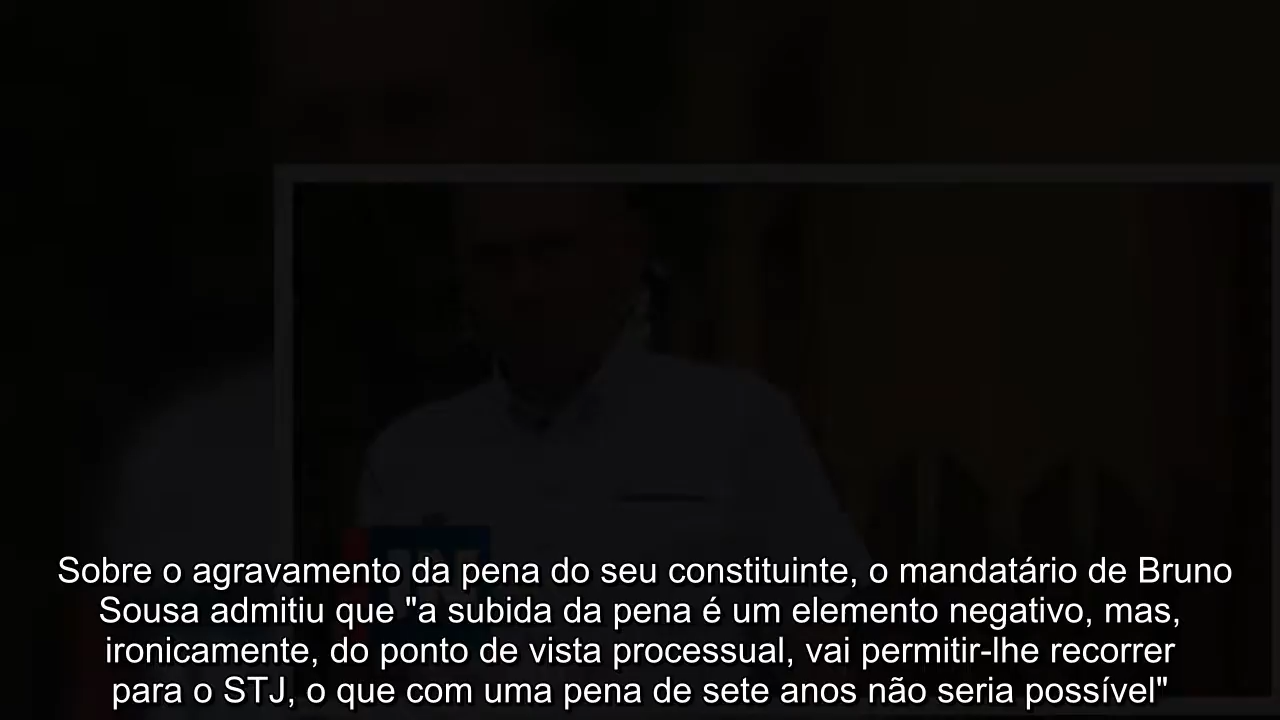 JN
Sobre o agravamento da pena do seu constituinte, o mandatário de Bruno
Sousa admitiu que "a subida da pena é um elemento negativo, mas,
ironicamente, do ponto de vista processual, vai permitir-lhe recorrer
para o STJ, o que com uma pena de sete anos não seria possível"